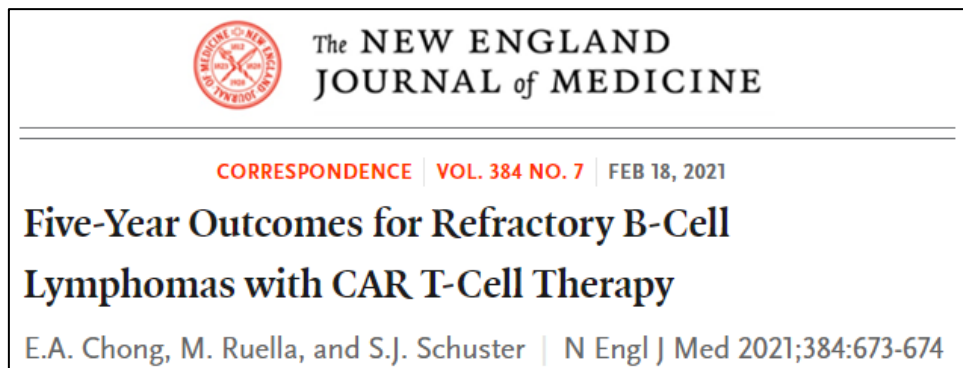 The NEW ENGLAND
JOURNAL of MEDICINE
CORRESPONDENCE | VOL. 384 NO. 7 | FEB 18, 2021
Five-Year Outcomes for Refractory B-Cell
Lymphomas with CAR T-Cell Therapy
E.A. Chong, M. Ruella, and S.J. Schuster | N Engl J Med 2021;384:673-674